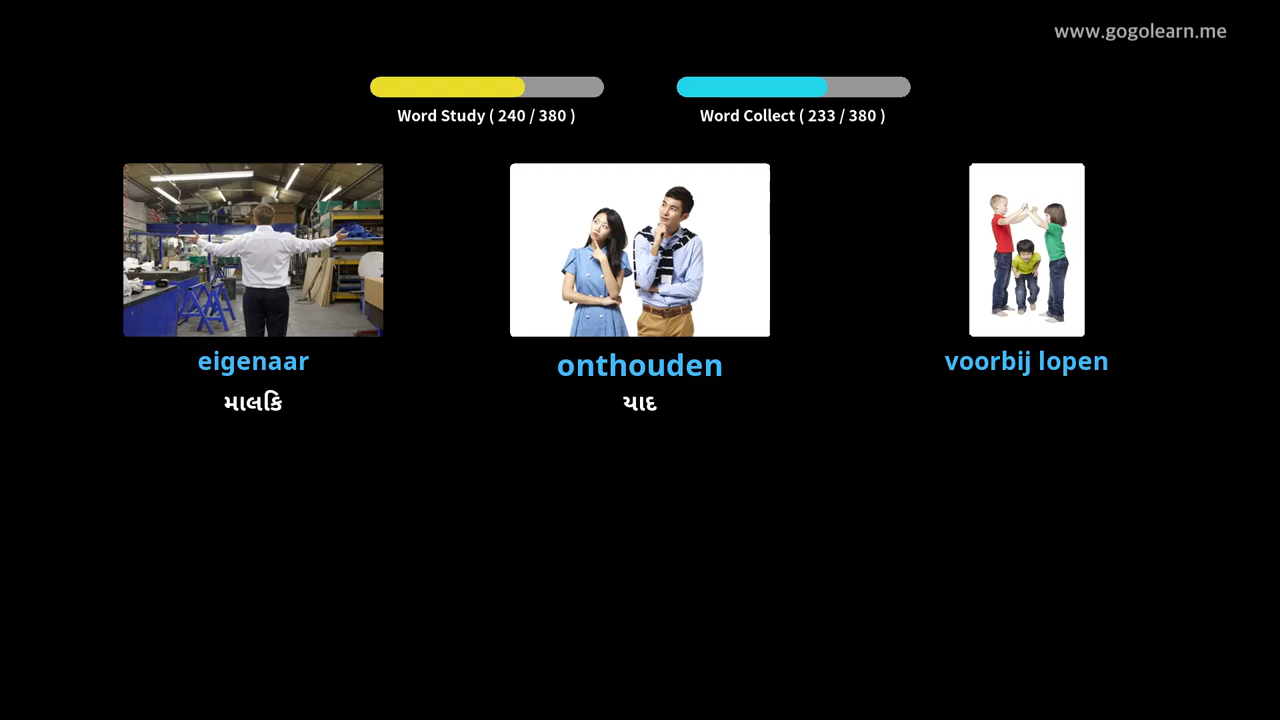 www.gogolearn.me
Word Study ( 240 / 380 )
Word Collect ( 233 / 380 )
eigenaar
onthouden
voorbij lopen
માલિક
યાદ